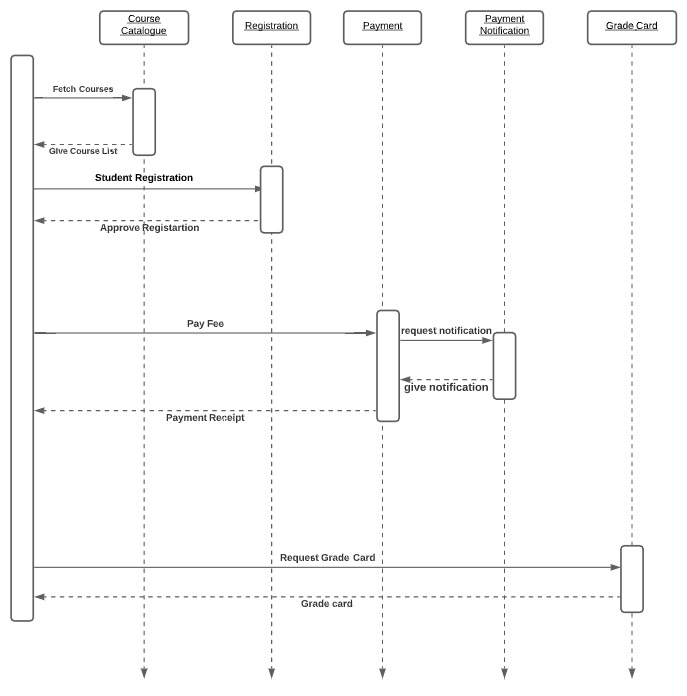 Course
Catalogue
Registration
Payment
Payment
Notification
Grade Card
Fetch Courses
Give Course List
Student Registration
Approve Registartion
Pay Fee
request notification
give notification
Payment Receipt
Request Grade Card
Grade card